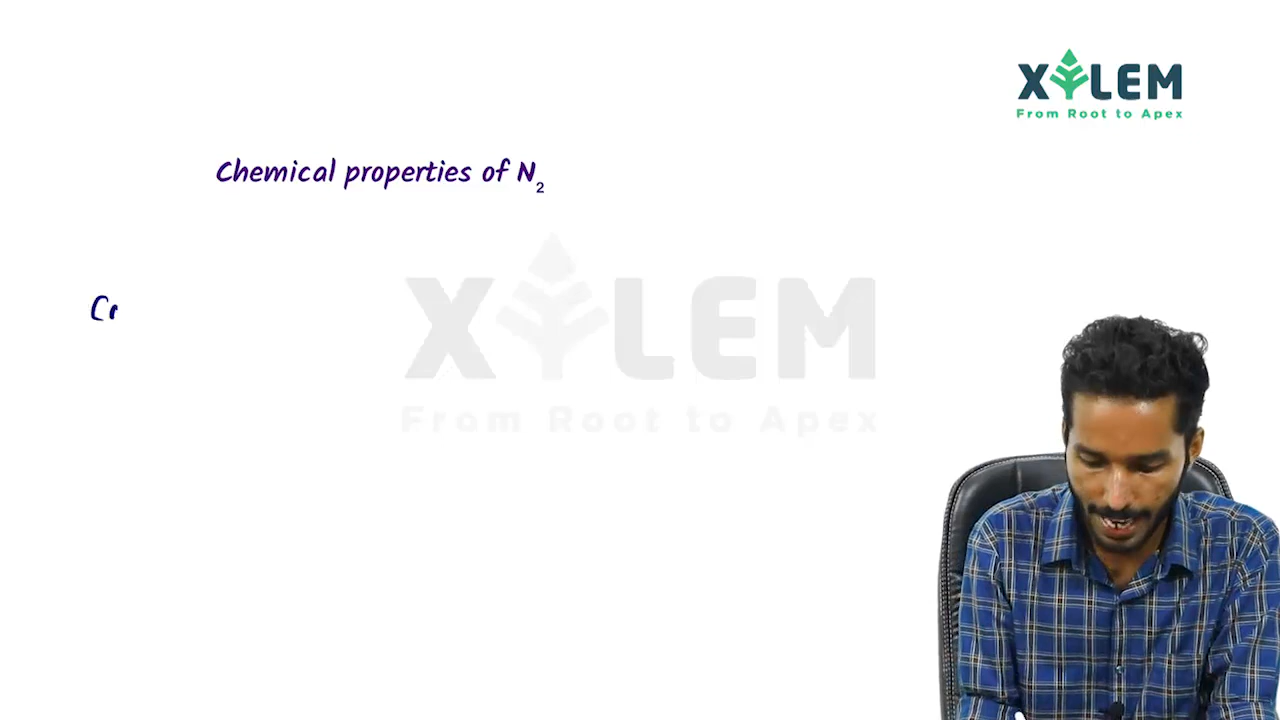 XYLEM
From Root to Apex
Chemical properties of N₂
XYLEM
From Root to Apex